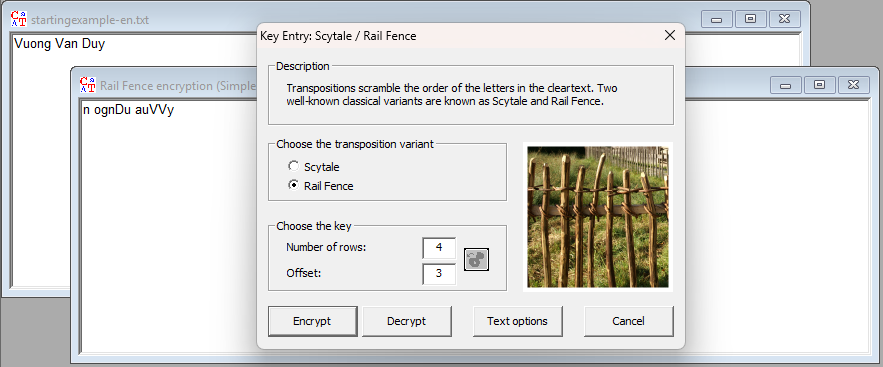 startingexample-en.txt
Vuong Van Duy
Rail Fence encryption (Simple
n ognDu auVVy
Key Entry: Scytale / Rail Fence
Description
Transpositions scramble the order of the letters in the cleartext. Two
well-known classical variants are known as Scytale and Rail Fence.
Choose the transposition variant
Scytale
Rail Fence
Choose the key
Number of rows: 4
Offset: 3
Encrypt Decrypt Text options Cancel